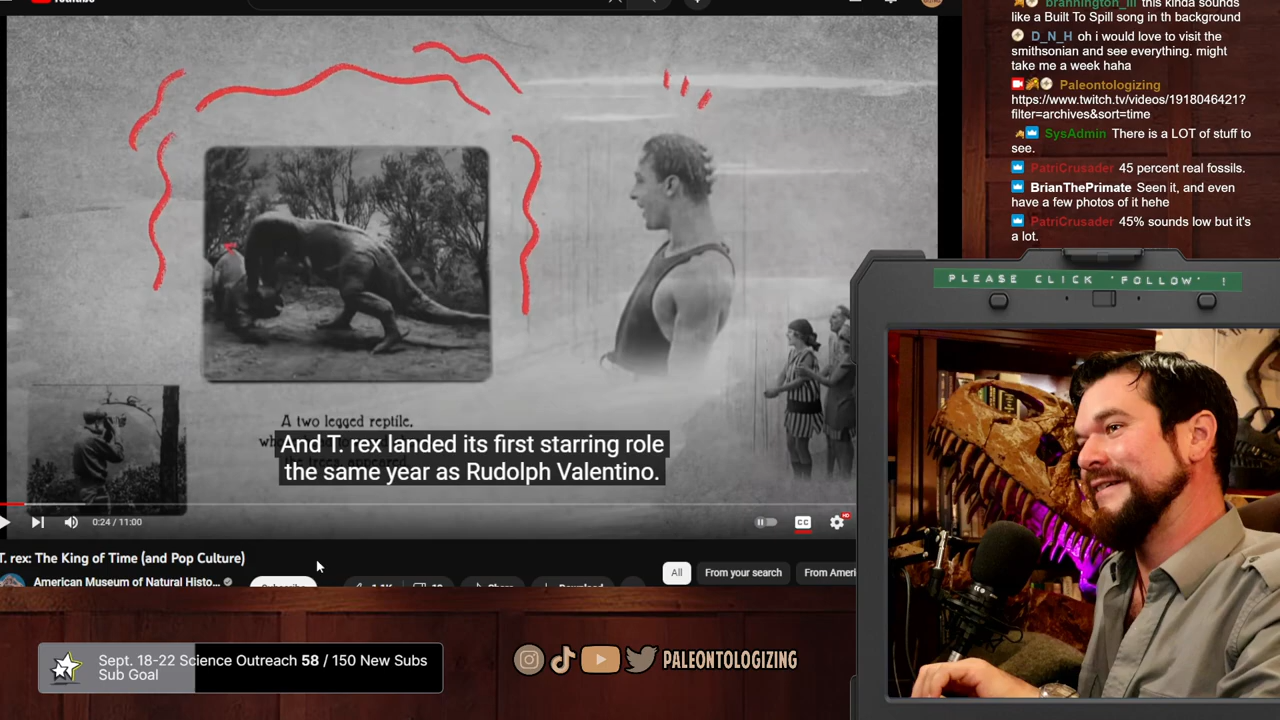 brannington_iii this kinda sounds
like a Built To Spill song in th background
D_N_H oh i would love to visit the
smithsonian and see everything. might
take me a week haha
Paleontologizing
https://www.twitch.tv/videos/1918046421?
filter=archives&sort=time
SysAdmin There is a LOT of stuff to
see.
PatriCrusader 45 percent real fossils.
BrianThePrimate Seen it, and even
have a few photos of it hehe
PatriCrusader 45% sounds low but it's
a lot.
PLEASE CLICK "FOLLOW" !
A two legged reptile,
And T. rex landed its first starring role
the same year as Rudolph Valentino.
0:24 / 11:00
CC
HD
T. rex: The King of Time (and Pop Culture)
American Museum of Natural Histo...
Subscribe
Share
Download
All
From your search
From Ameri
Sept. 18-22 Science Outreach 58 / 150 New Subs
Sub Goal
PALEONTOLOGIZING